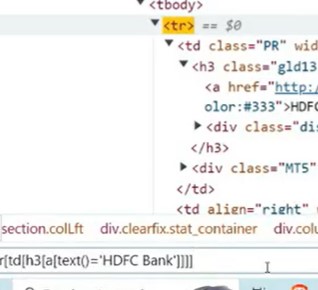 <tbody>
<tr> == $0
<td class="PR" wid
<h3 class="gld13
<a href="http:/
olor:#333">HDFC
<div class="dis
</h3>
<div class="MT5"
</td>
<td align="right"
section.colLft div.clearfix.stat_container div.colu
r[td[h3[a[text()='HDFC Bank']]]]